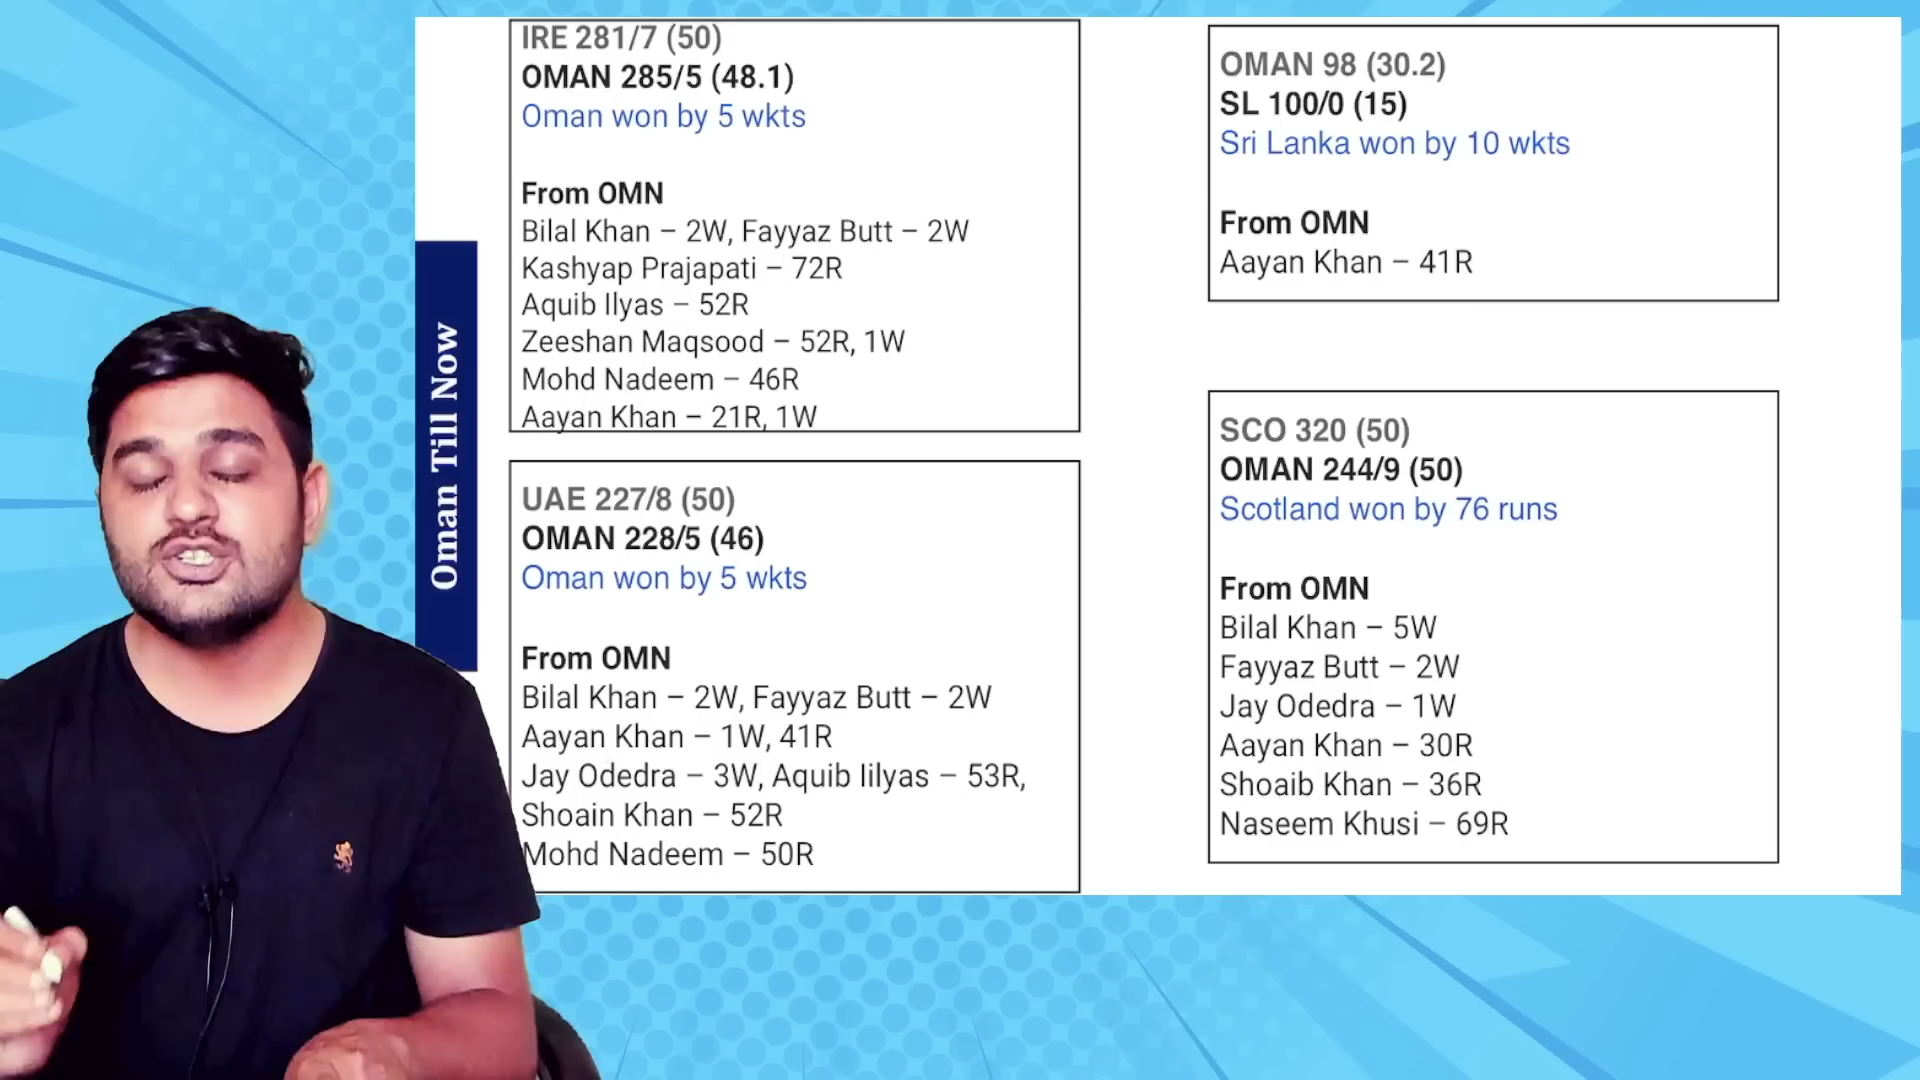 IRE 281/7 (50)
OMAN 285/5 (48.1)
Oman won by 5 wkts
From OMN
Bilal Khan – 2W, Fayyaz Butt – 2W
Kashyap Prajapati – 72R
Aquib Ilyas – 52R
Zeeshan Maqsood – 52R, 1W
Mohd Nadeem – 46R
Aayan Khan – 21R, 1W
OMAN 98 (30.2)
SL 100/0 (15)
Sri Lanka won by 10 wkts
From OMN
Aayan Khan – 41R
Oman Till Now
UAE 227/8 (50)
OMAN 228/5 (46)
Oman won by 5 wkts
From OMN
Bilal Khan – 2W, Fayyaz Butt – 2W
Aayan Khan – 1W, 41R
Jay Odedra – 3W, Aquib Iilyas – 53R,
Shoain Khan – 52R
Mohd Nadeem – 50R
SCO 320 (50)
OMAN 244/9 (50)
Scotland won by 76 runs
From OMN
Bilal Khan – 5W
Fayyaz Butt – 2W
Jay Odedra – 1W
Aayan Khan – 30R
Shoaib Khan – 36R
Naseem Khusi – 69R